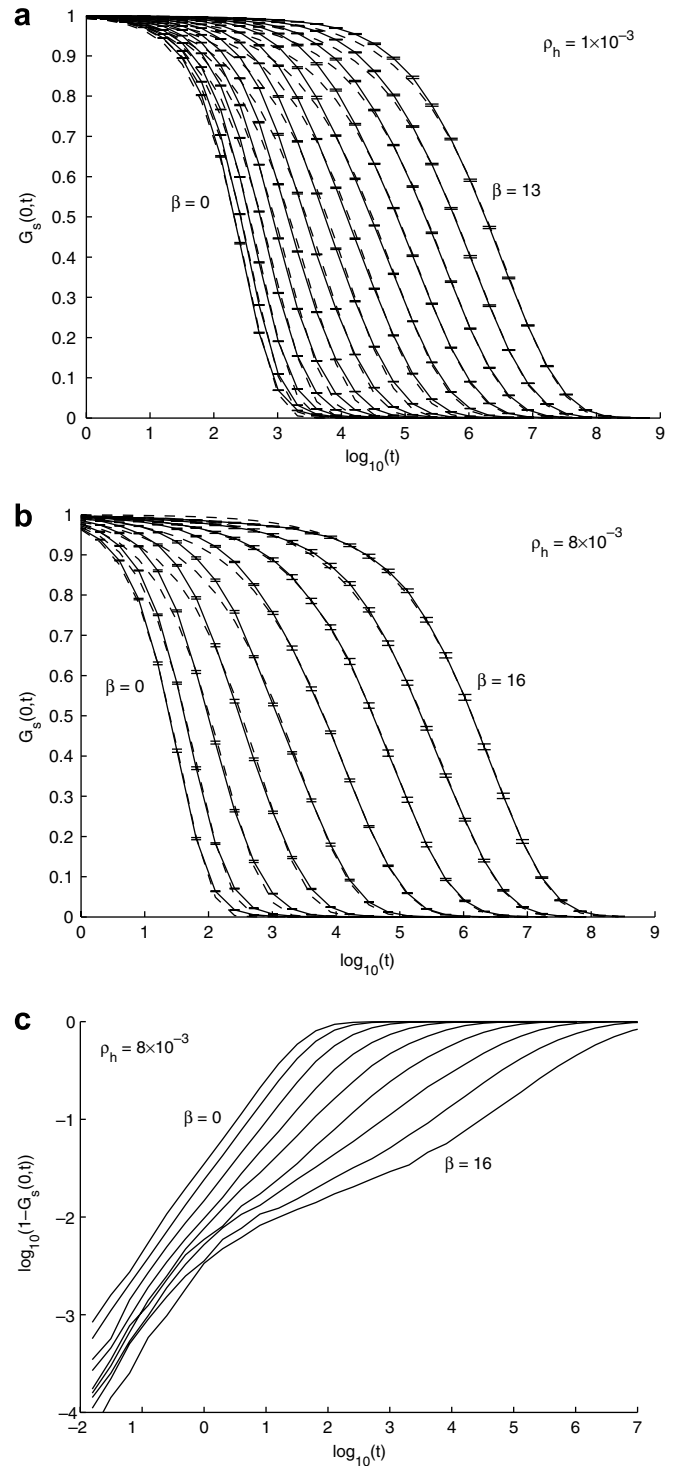 a
1
0.9
0.8
0.7
0.6
0.5
0.4
0.3
0.2
0.1
0
G_s(0,t)
ρ_h = 1×10⁻³
β = 0
β = 13
0 1 2 3 4 5 6 7 8 9
log₁₀(t)
b
1
0.9
0.8
0.7
0.6
0.5
0.4
0.3
0.2
0.1
0
G_s(0,t)
ρ_h = 8×10⁻³
β = 0
β = 16
0 1 2 3 4 5 6 7 8 9
log₁₀(t)
c
0
−1
−2
−3
−4
log₁₀(1−G_s(0,t))
ρ_h = 8×10⁻³
β = 0
β = 16
−2 −1 0 1 2 3 4 5 6 7
log₁₀(t)